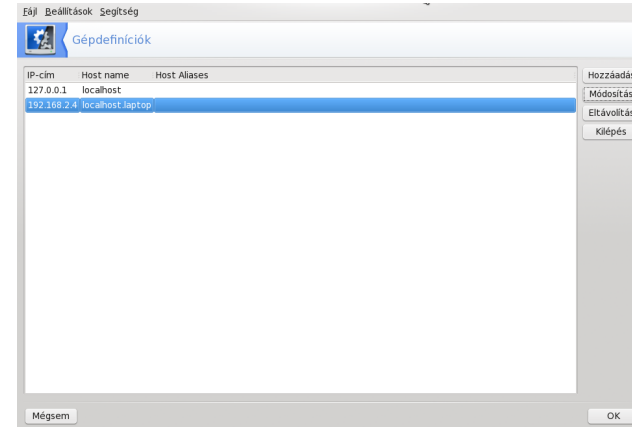 Fájl Beállítások Segítség
Gépdefiníciók
IP-cím Host name Host Aliases
127.0.0.1 localhost
192.168.2.4 localhost.laptop
Hozzáadás
Módosítás
Eltávolítás
Kilépés
Mégsem OK